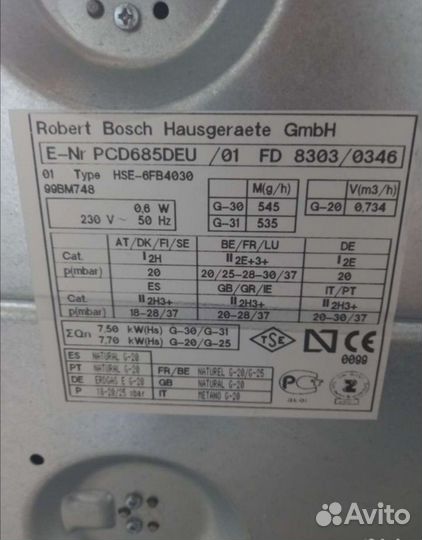 Robert Bosch Hausgeraete GmbH
E-Nr PCD685DEU /01 FD 8303/0346
01 Type HSE-6FB4030
99BM748
0,6 W
230 V ~ 50 Hz
M(g/h)
G-30 545
G-31 535
V(m3/h)
G-20 0,734
AT/DK/FI/SE BE/FR/LU DE
Cat. I2H II2E+3+ I2E
p(mbar) 20 20/25-28-30/37 20
ES GB/GR/IE IT/PT
Cat. II2H3+ II2H3+ II2H3+
p(mbar) 18-28/37 20-28/37 20-30/37
ΣQn 7,50 kW(Hs) G-30/G-31
7,70 kW(Hs) G-20/G-25
TSE
CE
0099
ES NATURAL G-20
PT NATURAL G-20 FR/BE NATUREL G-20/G-25
DE ERDGAS E G-20 GB NATURAL G-20
P IT METANO G-20
Avito